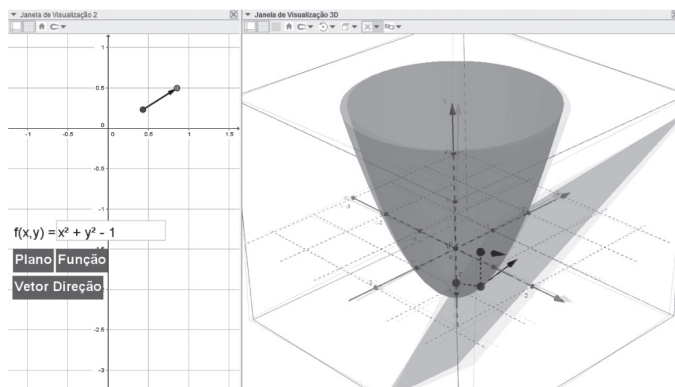 Janela de Visualização 2
Janela de Visualização 3D
1
0
-1
-0.5
0
0.5
1
1.5
-0.5
-1
f(x,y) = x² + y² - 1
Plano Função
Vetor Direção
-2.5
-3